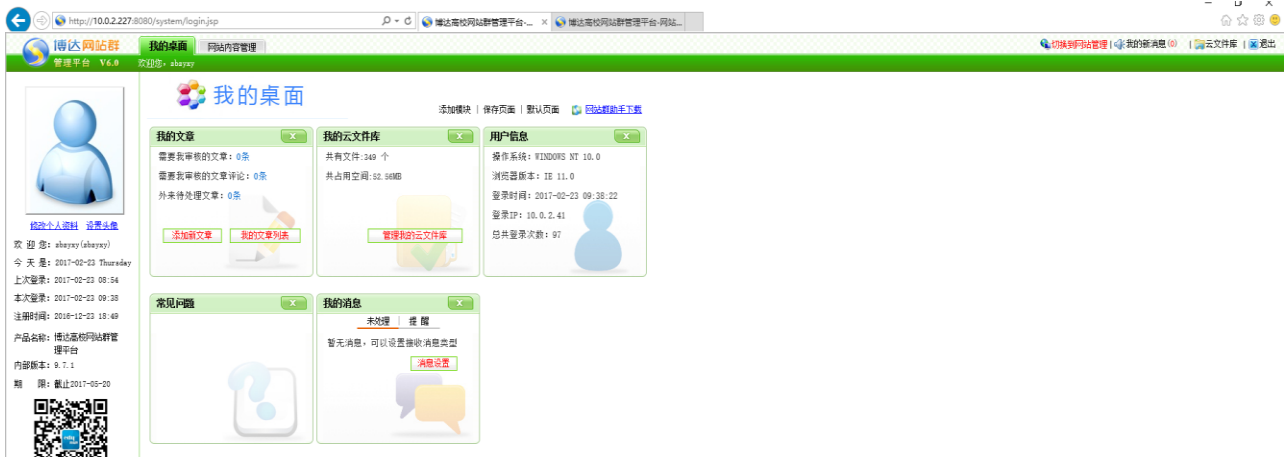 http://10.0.2.227:8080/system/login.jsp
博达高校网站群管理平台-...
博达高校网站群管理平台-网站...
博达网站群
管理平台 V6.0
我的桌面
网站内容管理
切换到网站管理
我的新消息(0)
云文件库
退出
欢迎您，sbsyxy
我的桌面
添加模块 | 保存页面 | 默认页面
网站群助手下载
修改个人资料 设置头像
欢 迎 您：sbsyxy(sbsyxy)
今 天 是：2017-02-23 Thursday
上次登录：2017-02-23 08:54
本次登录：2017-02-23 09:38
注册时间：2016-12-23 18:49
产品名称：博达高校网站群管
理平台
内部版本：9.7.1
期 限：截止2017-05-20
我的文章
需要我审核的文章：0条
需要我审核的文章评论：0条
外来待处理文章：0条
添加新文章
我的文章列表
我的云文件库
共有文件:349 个
共占用空间:52.56MB
管理我的云文件库
用户信息
操作系统：WINDOWS NT 10.0
浏览器版本：IE 11.0
登录时间：2017-02-23 09:38:22
登录IP：10.0.2.41
总共登录次数：97
常见问题
我的消息
未处理 | 提 醒
暂无消息，可以设置接收消息类型
消息设置